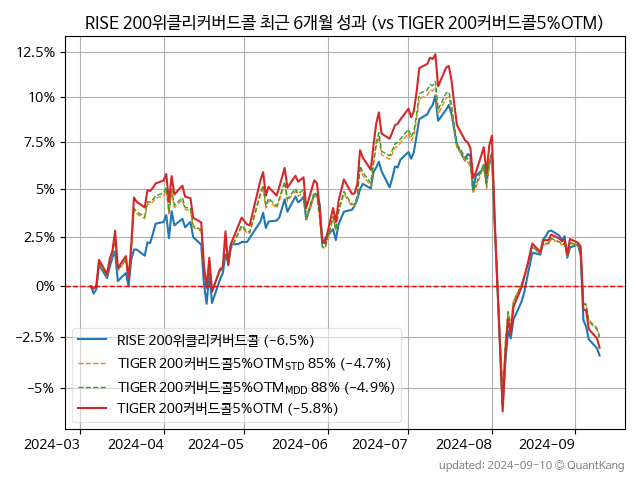 RISE 200위클리커버드콜 최근 6개월 성과 (vs TIGER 200커버드콜5%OTM)
12.5%
10%
7.5%
5%
2.5%
0%
−2.5%
−5%
RISE 200위클리커버드콜 (−6.5%)
TIGER 200커버드콜5%OTM_STD 85% (−4.7%)
TIGER 200커버드콜5%OTM_MDD 88% (−4.9%)
TIGER 200커버드콜5%OTM (−5.8%)
2024-03 2024-04 2024-05 2024-06 2024-07 2024-08 2024-09
updated: 2024-09-10 © QuantKang